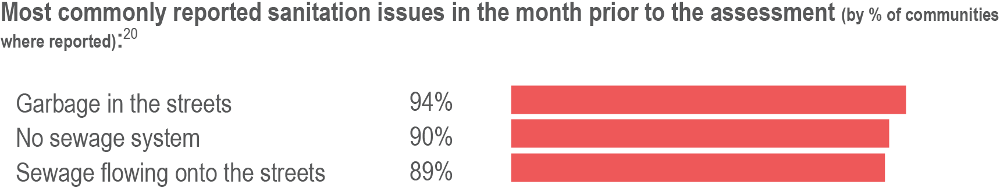 Most commonly reported sanitation issues in the month prior to the assessment (by % of communities
where reported):20
Garbage in the streets 94%
No sewage system 90%
Sewage flowing onto the streets 89%